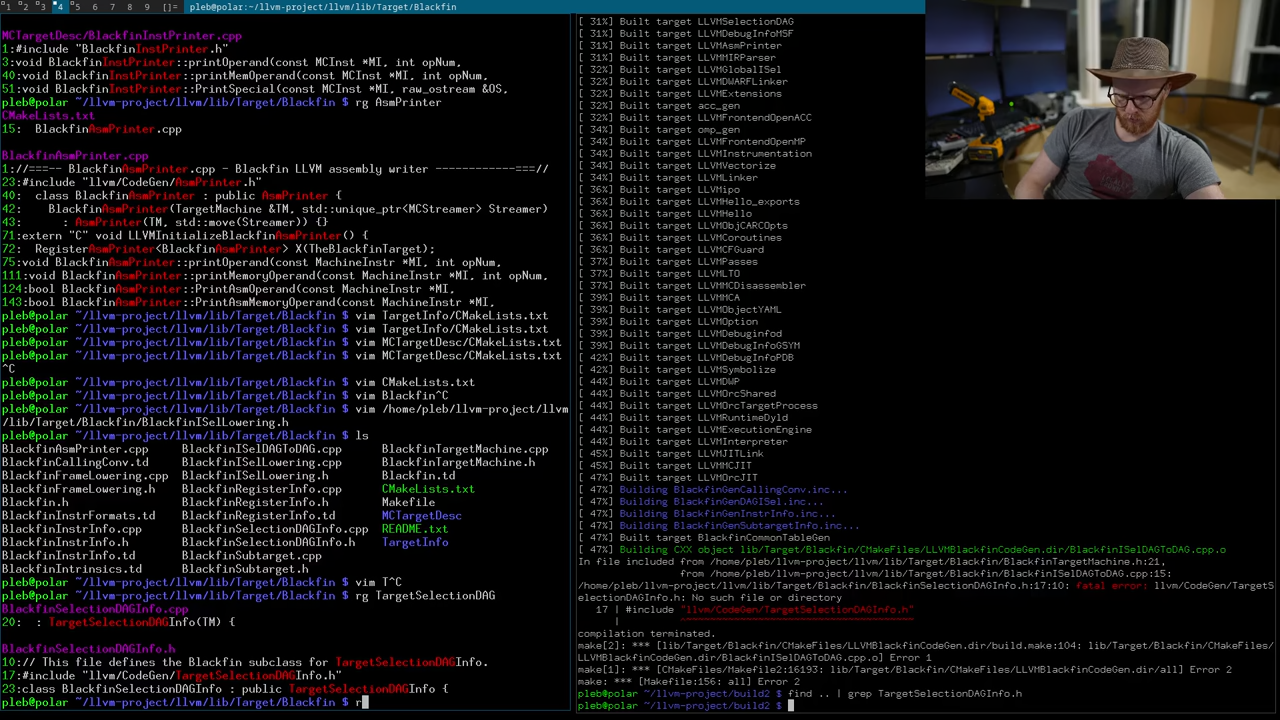 1 2 3 4 5 6 7 8 9 []= pleb@polar:~/llvm-project/llvm/lib/Target/Blackfin
MCTargetDesc/BlackfinInstPrinter.cpp
1:#include "BlackfinInstPrinter.h"
3:void BlackfinInstPrinter::printOperand(const MCInst *MI, int opNum,
40:void BlackfinInstPrinter::printMemOperand(const MCInst *MI, int opNum,
51:void BlackfinInstPrinter::PrintSpecial(const MCInst *MI, raw_ostream &OS,
pleb@polar ~/llvm-project/llvm/lib/Target/Blackfin $ rg AsmPrinter
CMakeLists.txt
15:  BlackfinAsmPrinter.cpp
BlackfinAsmPrinter.cpp
1://===-- BlackfinAsmPrinter.cpp - Blackfin LLVM assembly writer ------------===//
23:#include "llvm/CodeGen/AsmPrinter.h"
40:  class BlackfinAsmPrinter : public AsmPrinter {
42:    BlackfinAsmPrinter(TargetMachine &TM, std::unique_ptr<MCStreamer> Streamer)
43:        : AsmPrinter(TM, std::move(Streamer)) {}
71:extern "C" void LLVMInitializeBlackfinAsmPrinter() {
72:  RegisterAsmPrinter<BlackfinAsmPrinter> X(TheBlackfinTarget);
75:void BlackfinAsmPrinter::printOperand(const MachineInstr *MI, int opNum,
111:void BlackfinAsmPrinter::printMemoryOperand(const MachineInstr *MI, int opNum,
124:bool BlackfinAsmPrinter::PrintAsmOperand(const MachineInstr *MI,
143:bool BlackfinAsmPrinter::PrintAsmMemoryOperand(const MachineInstr *MI,
pleb@polar ~/llvm-project/llvm/lib/Target/Blackfin $ vim TargetInfo/CMakeLists.txt
pleb@polar ~/llvm-project/llvm/lib/Target/Blackfin $ vim TargetInfo/CMakeLists.txt
pleb@polar ~/llvm-project/llvm/lib/Target/Blackfin $ vim MCTargetDesc/CMakeLists.txt
pleb@polar ~/llvm-project/llvm/lib/Target/Blackfin $ vim MCTargetDesc/CMakeLists.txt
^C
pleb@polar ~/llvm-project/llvm/lib/Target/Blackfin $ vim CMakeLists.txt
pleb@polar ~/llvm-project/llvm/lib/Target/Blackfin $ vim Blackfin^C
pleb@polar ~/llvm-project/llvm/lib/Target/Blackfin $ vim /home/pleb/llvm-project/llvm
/lib/Target/Blackfin/BlackfinISelLowering.h
pleb@polar ~/llvm-project/llvm/lib/Target/Blackfin $ ls
BlackfinAsmPrinter.cpp BlackfinISelDAGToDAG.cpp BlackfinTargetMachine.cpp
BlackfinCallingConv.td BlackfinISelLowering.cpp BlackfinTargetMachine.h
BlackfinFrameLowering.cpp BlackfinISelLowering.h Blackfin.td
BlackfinFrameLowering.h BlackfinRegisterInfo.cpp CMakeLists.txt
Blackfin.h BlackfinRegisterInfo.h Makefile
BlackfinInstrFormats.td BlackfinRegisterInfo.td MCTargetDesc
BlackfinInstrInfo.cpp BlackfinSelectionDAGInfo.cpp README.txt
BlackfinInstrInfo.h BlackfinSelectionDAGInfo.h TargetInfo
BlackfinInstrInfo.td BlackfinSubtarget.cpp
BlackfinIntrinsics.td BlackfinSubtarget.h
pleb@polar ~/llvm-project/llvm/lib/Target/Blackfin $ vim T^C
pleb@polar ~/llvm-project/llvm/lib/Target/Blackfin $ rg TargetSelectionDAG
BlackfinSelectionDAGInfo.cpp
20:  : TargetSelectionDAGInfo(TM) {
BlackfinSelectionDAGInfo.h
10:// This file defines the Blackfin subclass for TargetSelectionDAGInfo.
17:#include "llvm/CodeGen/TargetSelectionDAGInfo.h"
23:class BlackfinSelectionDAGInfo : public TargetSelectionDAGInfo {
pleb@polar ~/llvm-project/llvm/lib/Target/Blackfin $ r
[ 31%] Built target LLVMSelectionDAG
[ 31%] Built target LLVMDebugInfoMSF
[ 31%] Built target LLVMAsmPrinter
[ 31%] Built target LLVMMIRParser
[ 32%] Built target LLVMGlobalISel
[ 32%] Built target LLVMDWARFLinker
[ 32%] Built target LLVMExtensions
[ 32%] Built target acc_gen
[ 32%] Built target LLVMFrontendOpenACC
[ 34%] Built target omp_gen
[ 34%] Built target LLVMFrontendOpenMP
[ 34%] Built target LLVMInstrumentation
[ 34%] Built target LLVMVectorize
[ 34%] Built target LLVMLinker
[ 36%] Built target LLVMipo
[ 36%] Built target LLVMHello_exports
[ 36%] Built target LLVMHello
[ 36%] Built target LLVMObjCARCOpts
[ 36%] Built target LLVMCoroutines
[ 36%] Built target LLVMCFGuard
[ 37%] Built target LLVMPasses
[ 37%] Built target LLVMLTO
[ 37%] Built target LLVMMCDisassembler
[ 39%] Built target LLVMMCA
[ 39%] Built target LLVMObjectYAML
[ 39%] Built target LLVMOption
[ 39%] Built target LLVMDebuginfod
[ 39%] Built target LLVMDebugInfoGSYM
[ 42%] Built target LLVMDebugInfoPDB
[ 42%] Built target LLVMSymbolize
[ 44%] Built target LLVMDWP
[ 44%] Built target LLVMOrcShared
[ 44%] Built target LLVMOrcTargetProcess
[ 44%] Built target LLVMRuntimeDyld
[ 44%] Built target LLVMExecutionEngine
[ 44%] Built target LLVMInterpreter
[ 45%] Built target LLVMJITLink
[ 45%] Built target LLVMMCJIT
[ 47%] Built target LLVMOrcJIT
[ 47%] Building BlackfinGenCallingConv.inc...
[ 47%] Building BlackfinGenDAGISel.inc...
[ 47%] Building BlackfinGenInstrInfo.inc...
[ 47%] Building BlackfinGenSubtargetInfo.inc...
[ 47%] Built target BlackfinCommonTableGen
[ 47%] Building CXX object lib/Target/Blackfin/CMakeFiles/LLVMBlackfinCodeGen.dir/BlackfinISelDAGToDAG.cpp.o
In file included from /home/pleb/llvm-project/llvm/lib/Target/Blackfin/BlackfinTargetMachine.h:21,
from /home/pleb/llvm-project/llvm/lib/Target/Blackfin/BlackfinISelDAGToDAG.cpp:15:
/home/pleb/llvm-project/llvm/lib/Target/Blackfin/BlackfinSelectionDAGInfo.h:17:10: fatal error: llvm/CodeGen/TargetS
electionDAGInfo.h: No such file or directory
17 | #include "llvm/CodeGen/TargetSelectionDAGInfo.h"
| ^~~~~~~~~~~~~~~~~~~~~~~~~~~~~~~~~~~~~~~
compilation terminated.
make[2]: *** [lib/Target/Blackfin/CMakeFiles/LLVMBlackfinCodeGen.dir/build.make:104: lib/Target/Blackfin/CMakeFiles/
LLVMBlackfinCodeGen.dir/BlackfinISelDAGToDAG.cpp.o] Error 1
make[1]: *** [CMakeFiles/Makefile2:16193: lib/Target/Blackfin/CMakeFiles/LLVMBlackfinCodeGen.dir/all] Error 2
make: *** [Makefile:156: all] Error 2
pleb@polar ~/llvm-project/build2 $ find .. | grep TargetSelectionDAGInfo.h
pleb@polar ~/llvm-project/build2 $